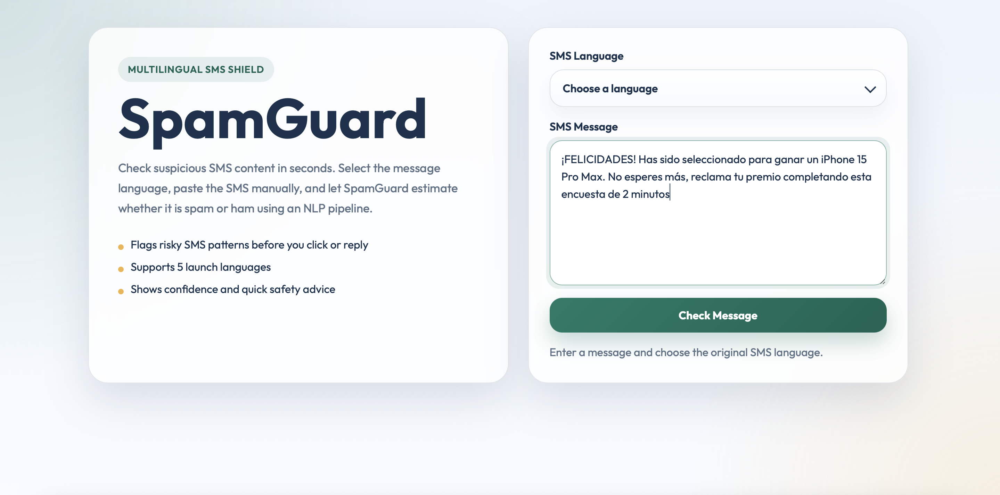 MULTILINGUAL SMS SHIELD
SpamGuard
Check suspicious SMS content in seconds. Select the message
language, paste the SMS manually, and let SpamGuard estimate
whether it is spam or ham using an NLP pipeline.
Flags risky SMS patterns before you click or reply
Supports 5 launch languages
Shows confidence and quick safety advice
SMS Language
Choose a language
SMS Message
¡FELICIDADES! Has sido seleccionado para ganar un iPhone 15
Pro Max. No esperes más, reclama tu premio completando esta
encuesta de 2 minutos
Check Message
Enter a message and choose the original SMS language.